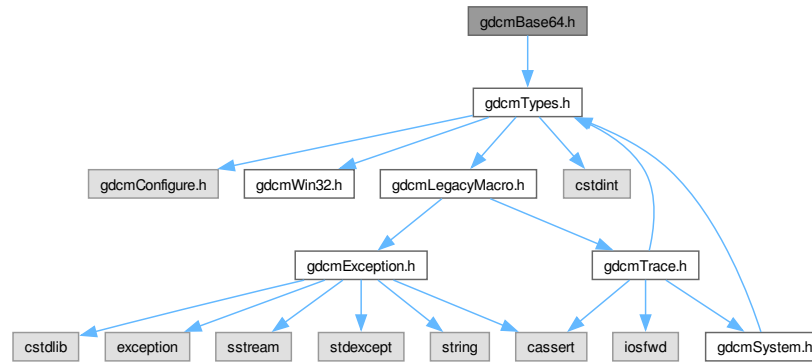 gdcmBase64.h
gdcmTypes.h
gdcmConfigure.h
gdcmWin32.h
gdcmLegacyMacro.h
cstdint
gdcmException.h
gdcmTrace.h
cstdlib
exception
sstream
stdexcept
string
cassert
iosfwd
gdcmSystem.h